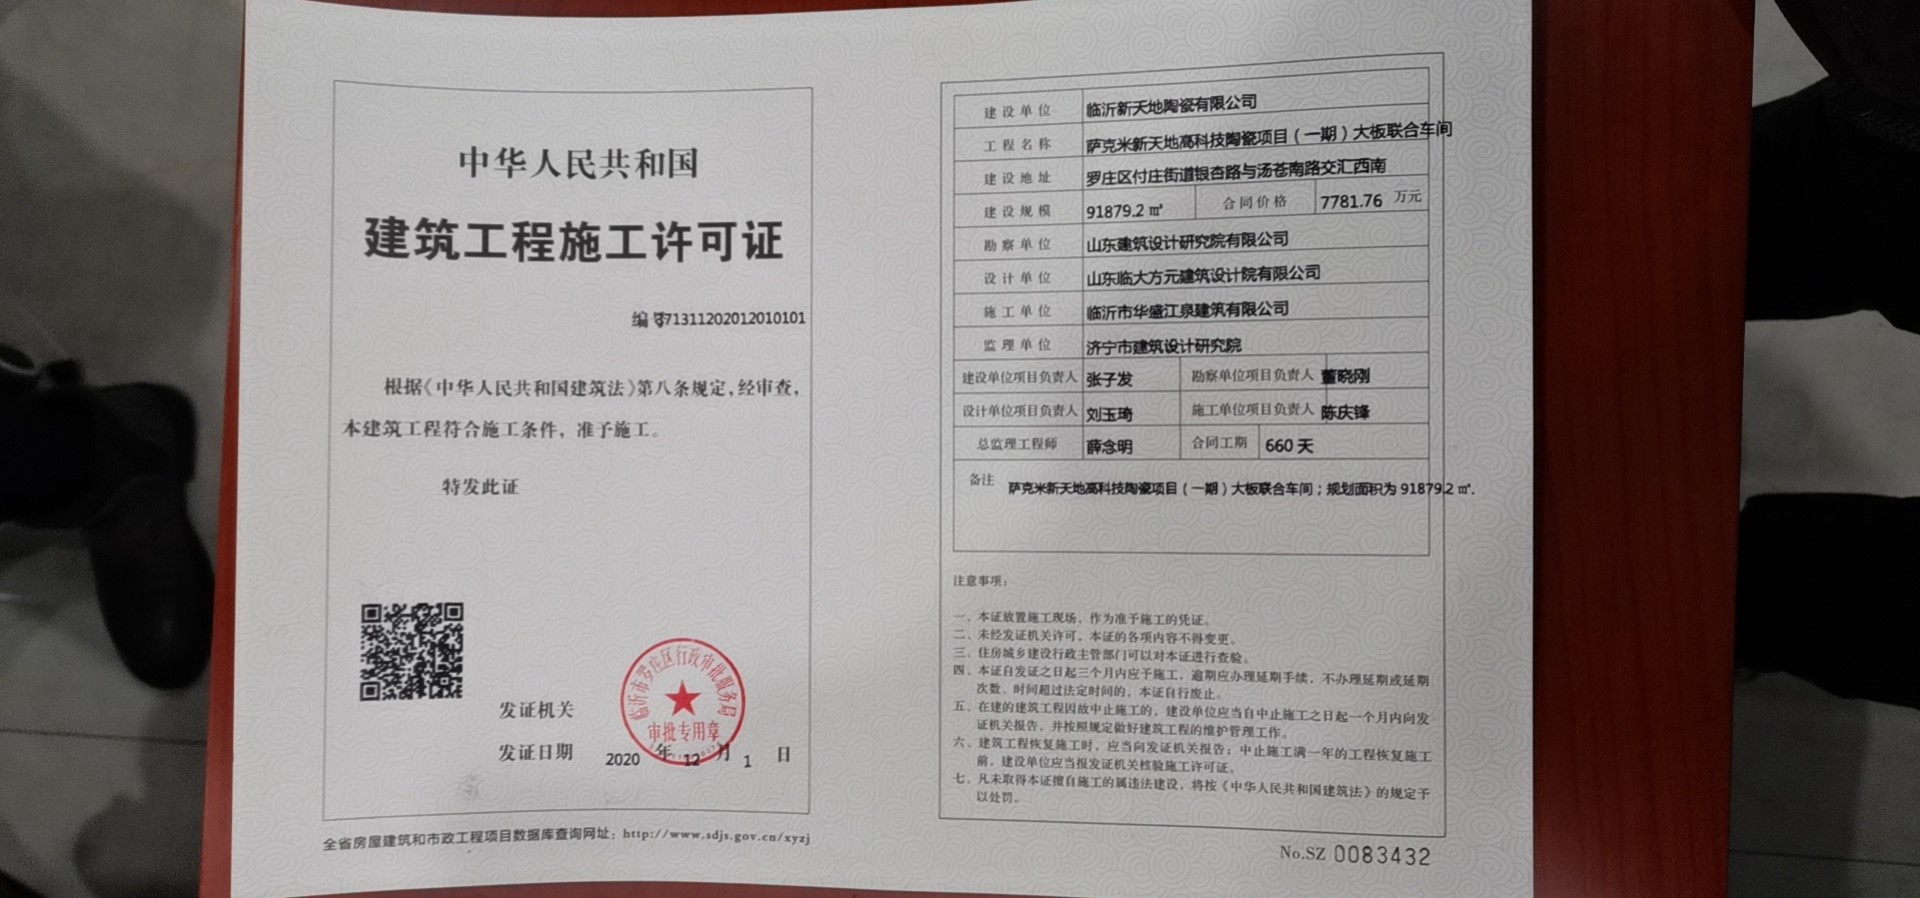 中华人民共和国
建筑工程施工许可证
编号371311202012010101
根据《中华人民共和国建筑法》第八条规定,经审查,
本建筑工程符合施工条件，准予施工。
特发此证
发证机关
临沂市罗庄区行政审批服务局
审批专用章
发证日期 2020 年 12 月 1 日
全省房屋建筑和市政工程项目数据库查询网址：http://www.sdjs.gov.cn/xyzj
建设单位 临沂新天地陶瓷有限公司
工程名称 萨克米新天地高科技陶瓷项目（一期）大板联合车间
建设地址 罗庄区付庄街道银杏路与汤苍南路交汇西南
建设规模 91879.2 ㎡ 合同价格 7781.76 万元
勘察单位 山东建筑设计研究院有限公司
设计单位 山东临大方元建筑设计院有限公司
施工单位 临沂市华盛江泉建筑有限公司
监理单位 济宁市建筑设计研究院
建设单位项目负责人 张子发 勘察单位项目负责人 董晓刚
设计单位项目负责人 刘玉琦 施工单位项目负责人 陈庆锋
总监理工程师 薛念明 合同工期 660 天
备注 萨克米新天地高科技陶瓷项目（一期）大板联合车间；规划面积为 91879.2 ㎡.
注意事项：
一、本证放置施工现场，作为准予施工的凭证。
二、未经发证机关许可，本证的各项内容不得变更。
三、住房城乡建设行政主管部门可以对本证进行查验。
四、本证自发证之日起三个月内应予施工，逾期应办理延期手续，不办理延期或延期
次数、时间超过法定时间的，本证自行废止。
五、在建的建筑工程因故中止施工的，建设单位应当自中止施工之日起一个月内向发
证机关报告，并按照规定做好建筑工程的维护管理工作。
六、建筑工程恢复施工时，应当向发证机关报告；中止施工满一年的工程恢复施工
前，建设单位应当报发证机关核验施工许可证。
七、凡未取得本证擅自施工的属违法建设，将按《中华人民共和国建筑法》的规定予
以处罚。
No.SZ 0083432